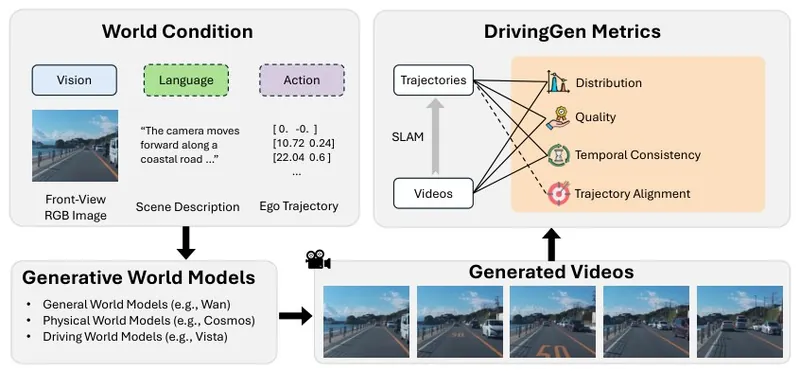 World Condition
Vision
Language
Action
“The camera moves
forward along a
coastal road ...”
[ 0. -0. ]
[10.72 0.24]
[22.04 0.6 ]
...
Front-View
RGB Image
Scene Description
Ego Trajectory
DrivingGen Metrics
Trajectories
SLAM
Videos
Distribution
Quality
Temporal Consistency
Trajectory Alignment
Generative World Models
• General World Models (e.g., Wan)
• Physical World Models (e.g., Cosmos)
• Driving World Models (e.g., Vista)
Generated Videos